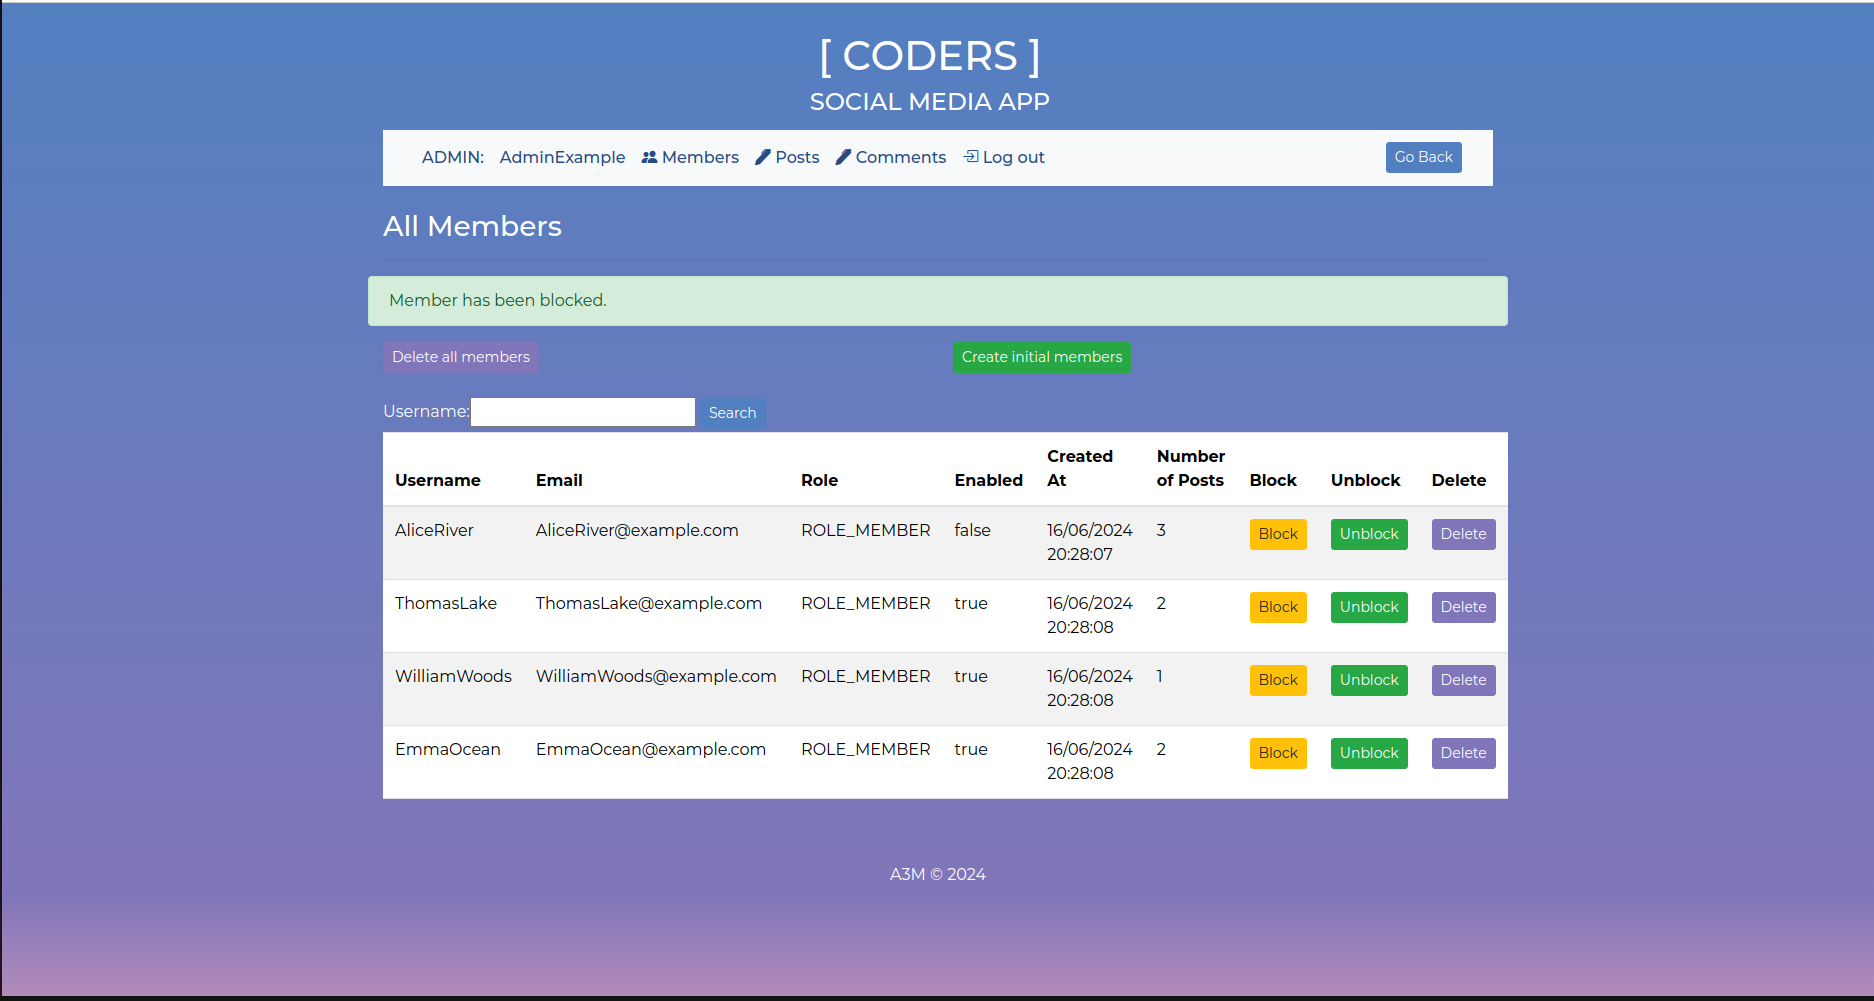 [ CODERS ]
SOCIAL MEDIA APP
ADMIN: AdminExample Members Posts Comments Log out Go Back
All Members
Member has been blocked.
Delete all members Create initial members
Username: Search
Username Email Role Enabled Created At Number of Posts Block Unblock Delete
AliceRiver AliceRiver@example.com ROLE_MEMBER false 16/06/2024 20:28:07 3 Block Unblock Delete
ThomasLake ThomasLake@example.com ROLE_MEMBER true 16/06/2024 20:28:08 2 Block Unblock Delete
WilliamWoods WilliamWoods@example.com ROLE_MEMBER true 16/06/2024 20:28:08 1 Block Unblock Delete
EmmaOcean EmmaOcean@example.com ROLE_MEMBER true 16/06/2024 20:28:08 2 Block Unblock Delete
A3M © 2024